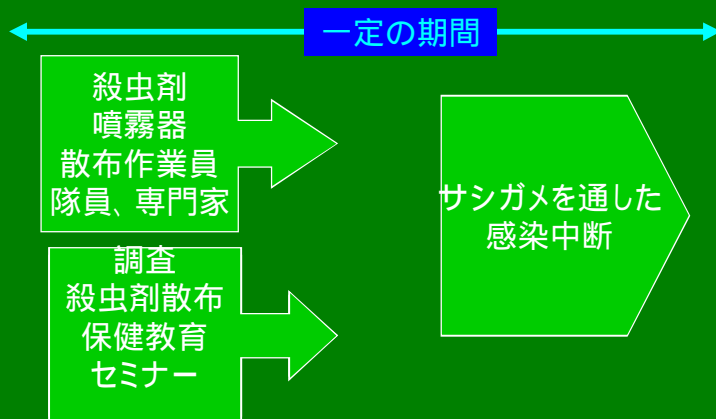 一定の期間
殺虫剤
噴霧器
散布作業員
隊員、専門家
調査
殺虫剤散布
保健教育
セミナー
サシガメを通した
感染中断